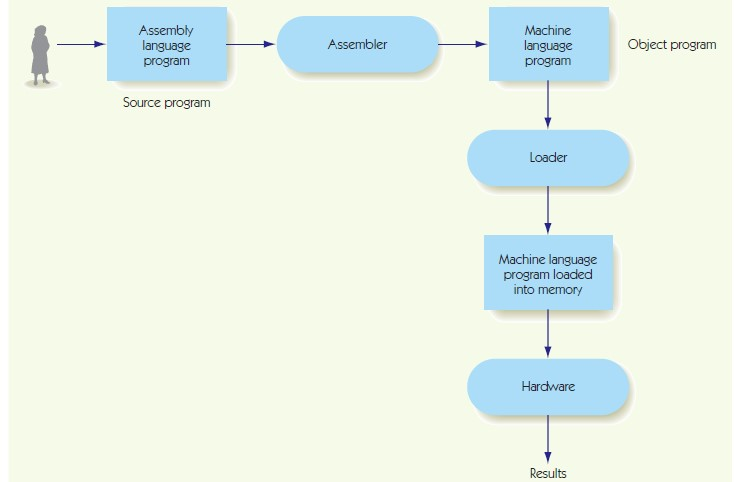 Assembly
language
program
Source program
Assembler
Machine
language
program
Object program
Loader
Machine language
program loaded
into memory
Hardware
Results